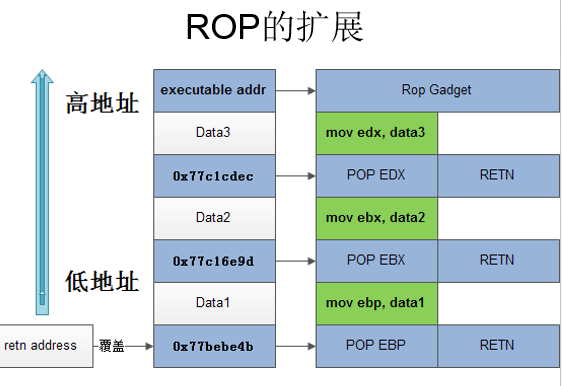 ROP的扩展
高地址
executable addr
Rop Gadget
Data3
mov edx, data3
0x77c1cdec
POP EDX
RETN
Data2
mov ebx, data2
低地址
0x77c16e9d
POP EBX
RETN
Data1
mov ebp, data1
retn address
覆盖
0x77bebe4b
POP EBP
RETN